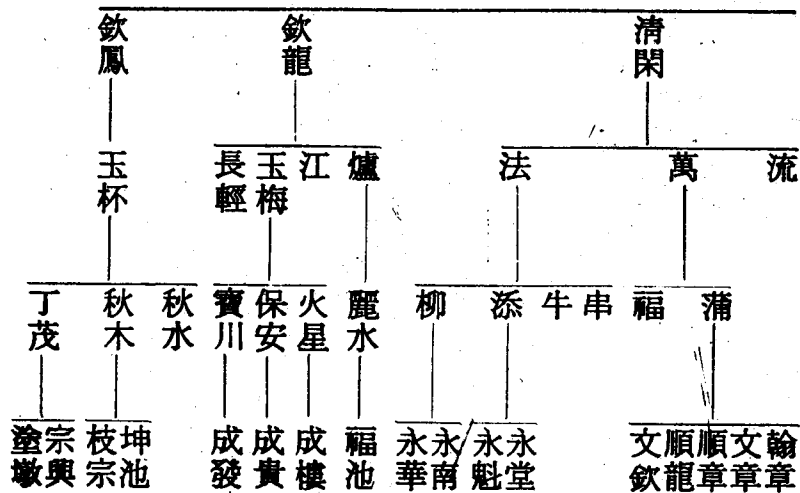 清閑
欽龍
欽鳳
流
萬
法
爐
江
玉梅
長輕
玉杯
蒲
福
串
牛
添
柳
麗水
火星
保安
寶川
秋水
秋木
丁茂
翰章
文章
順章
順龍
文欽
永堂
永魁
永南
永華
福池
成樓
成貴
成發
坤池
枝宗
宗興
塗墩